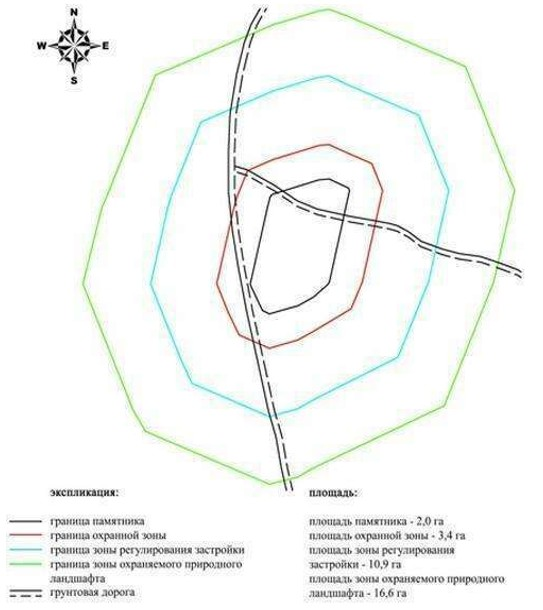 N
W E
S
экспликация:
граница памятника
граница охранной зоны
граница зоны регулирования застройки
граница зоны охраняемого природного
ландшафта
грунтовая дорога
площадь:
площадь памятника - 2,0 га
площадь охранной зоны - 3,4 га
площадь зоны регулирования
застройки - 10,9 га
площадь зоны охраняемого природного
ландшафта - 16,6 га